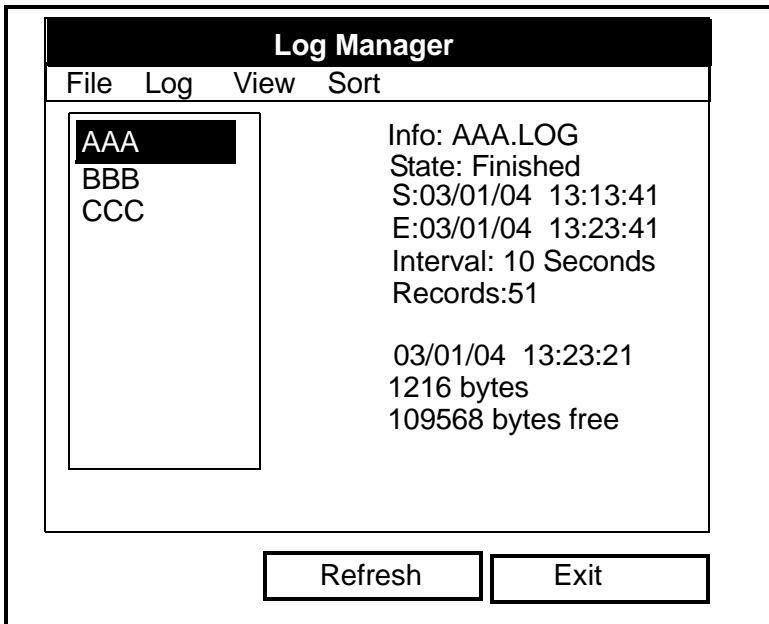 Log Manager
File Log View Sort
AAA
BBB
CCC
Info: AAA.LOG
State: Finished
S:03/01/04 13:13:41
E:03/01/04 13:23:41
Interval: 10 Seconds
Records:51
03/01/04 13:23:21
1216 bytes
109568 bytes free
Refresh
Exit